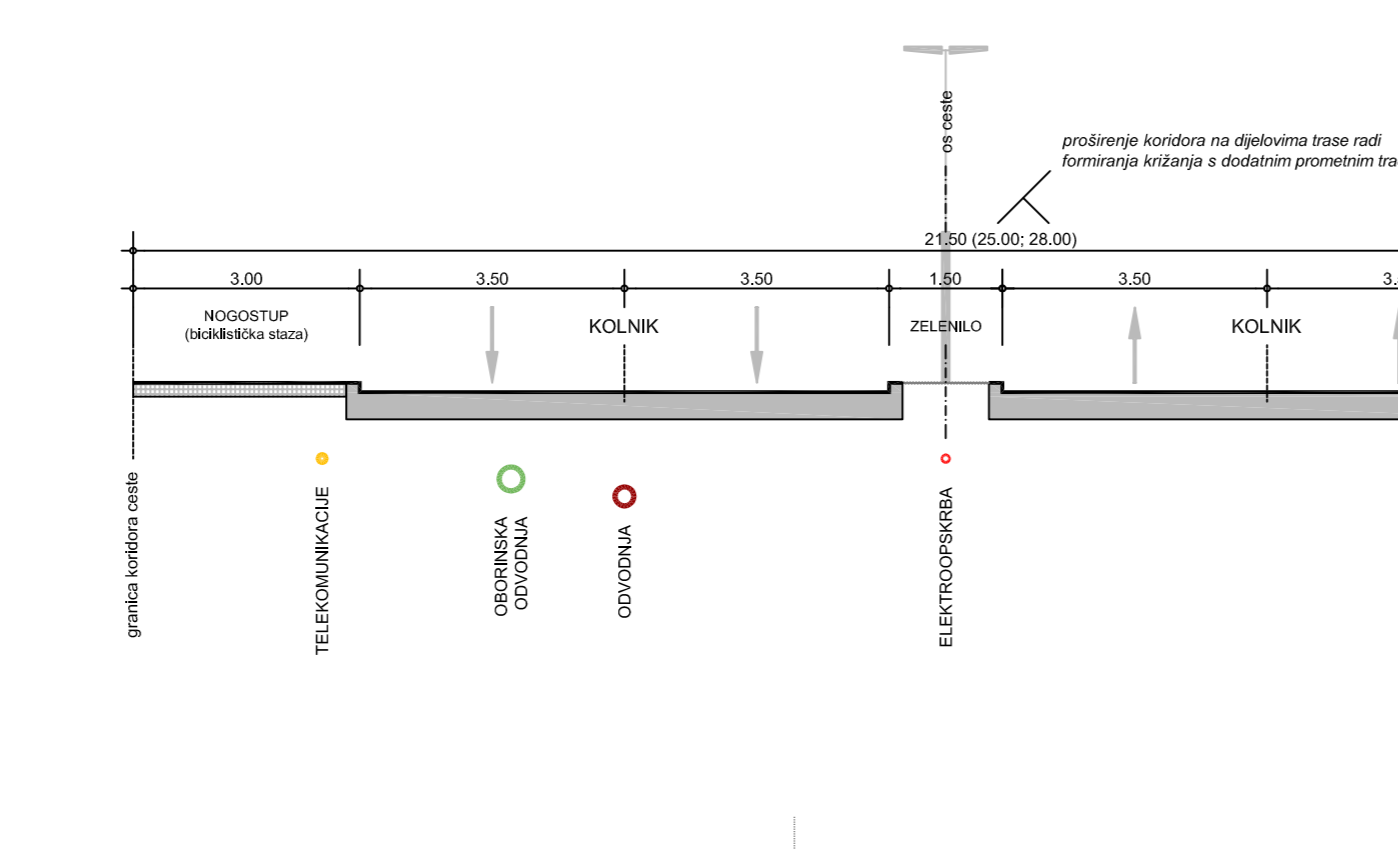 os ceste
proširenje koridora na dijelovima trase radi
formiranja križanja s dodatnim prometnim
21.50 (25.00; 28.00)
3.00
3.50
3.50
1.50
3.50
NOGOSTUP
(biciklistička staza)
KOLNIK
ZELENILO
KOLNIK
granica koridora ceste
TELEKOMUNIKACIJE
OBORINSKA
ODVODNJA
ODVODNJA
ELEKTROOPSKRBA